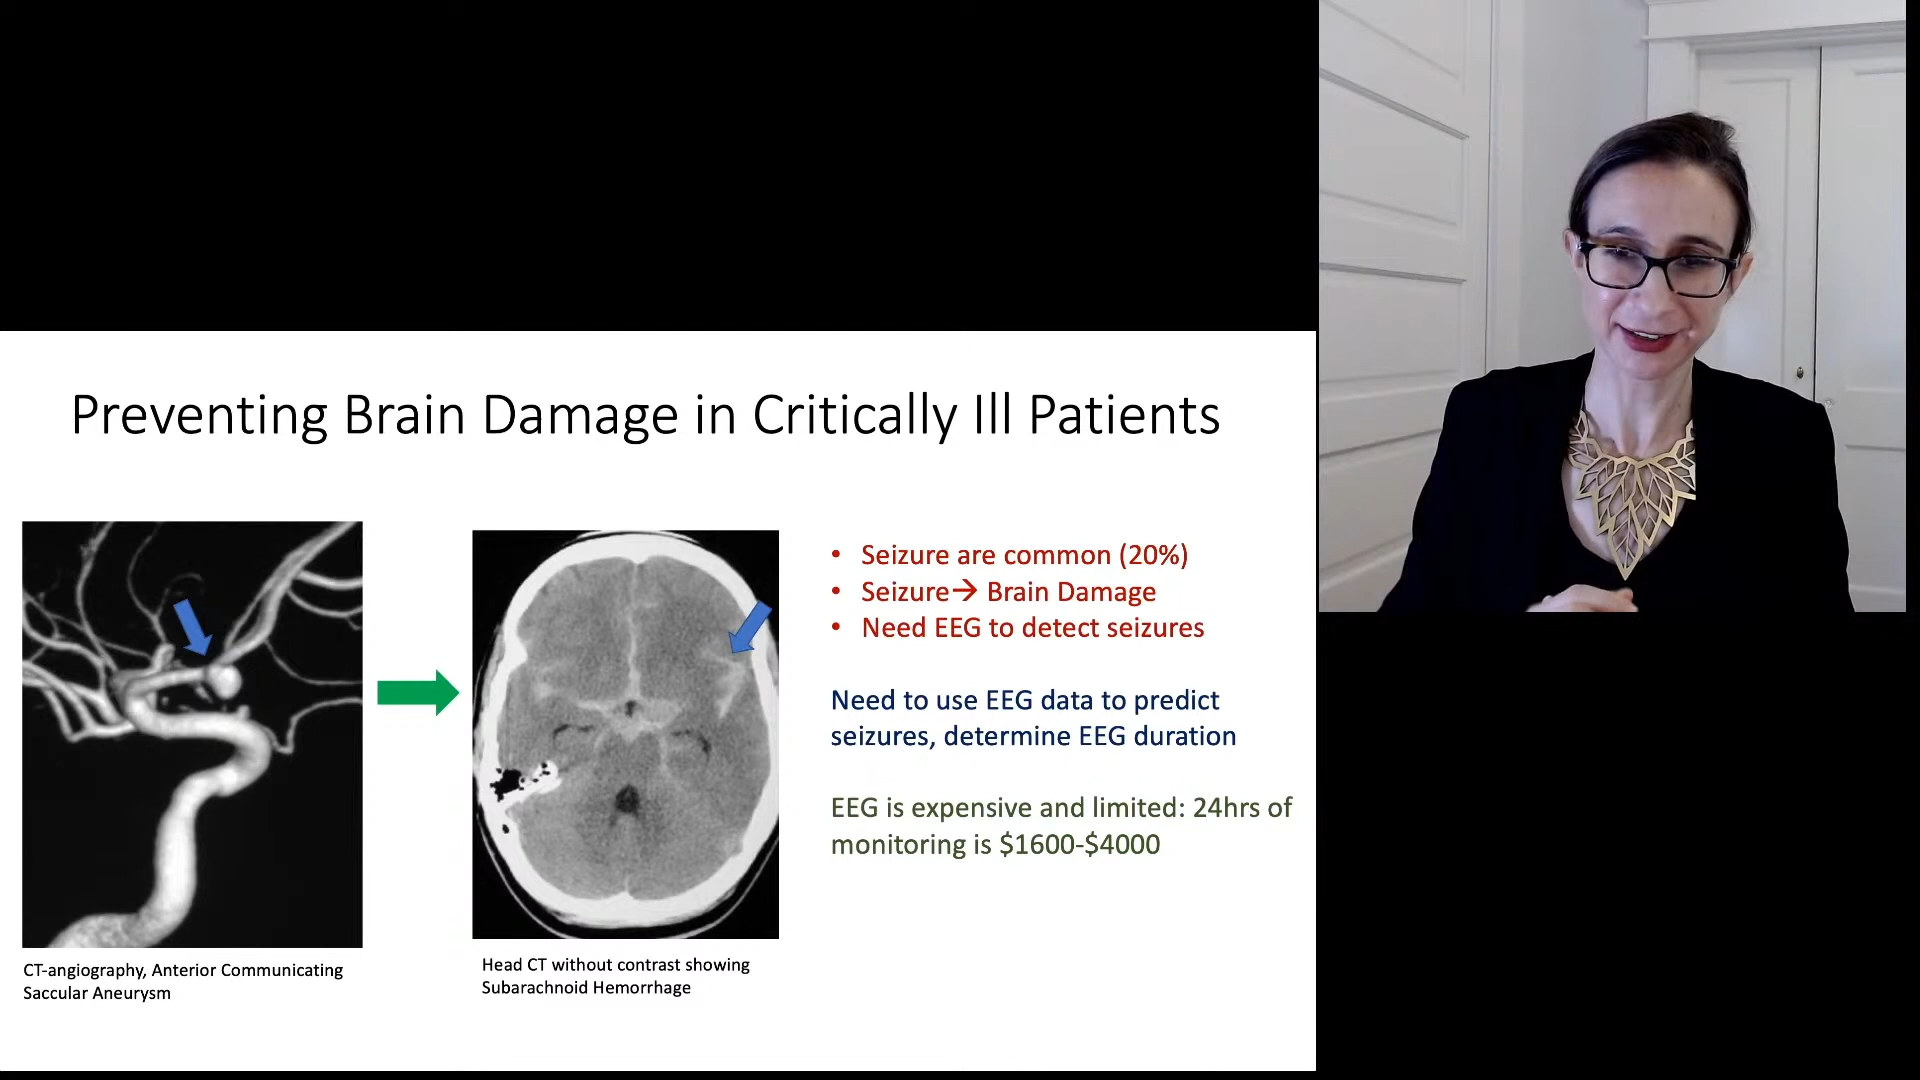 Preventing Brain Damage in Critically Ill Patients
• Seizure are common (20%)
• Seizure→ Brain Damage
• Need EEG to detect seizures
Need to use EEG data to predict
seizures, determine EEG duration
EEG is expensive and limited: 24hrs of
monitoring is $1600-$4000
CT-angiography, Anterior Communicating
Saccular Aneurysm
Head CT without contrast showing
Subarachnoid Hemorrhage